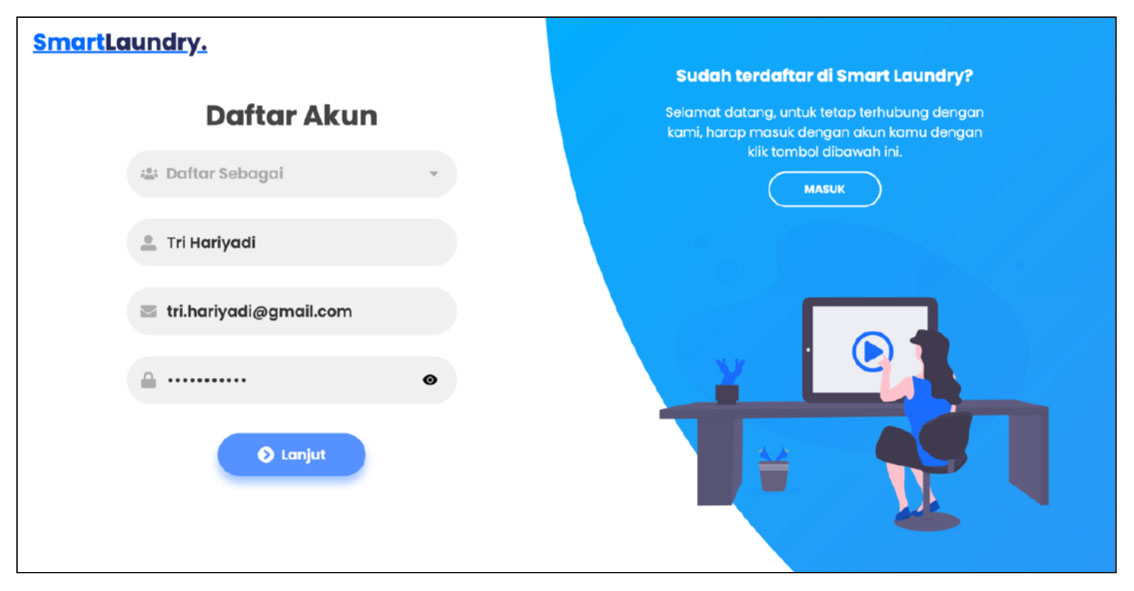 SmartLaundry.
Daftar Akun
Daftar Sebagai
Tri Hariyadi
tri.hariyadi@gmail.com
•••••••••••
Lanjut
Sudah terdaftar di Smart Laundry?
Selamat datang, untuk tetap terhubung dengan
kami, harap masuk dengan akun kamu dengan
klik tombol dibawah ini.
MASUK